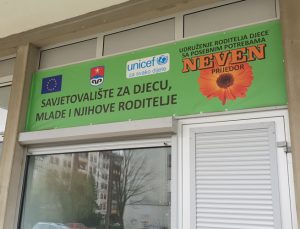 unicef
za svako dijete
SAVJETOVALIŠTE ZA DJECU,
MLADE I NJIHOVE RODITELJE
UDRUŽENJE RODITELJA DJECE
SA POSEBNIM POTREBAMA
NEVEN
PRIJEDOR